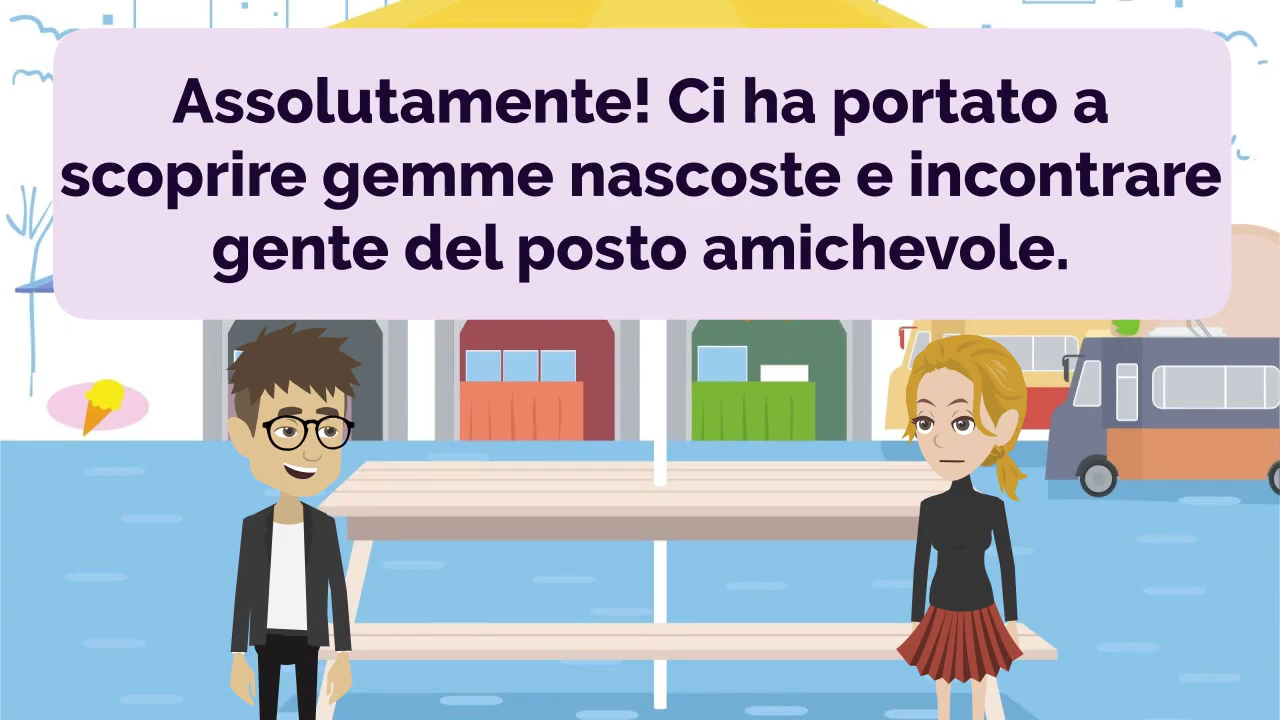 Assolutamente! Ci ha portato a
scoprire gemme nascoste e incontrare
gente del posto amichevole.